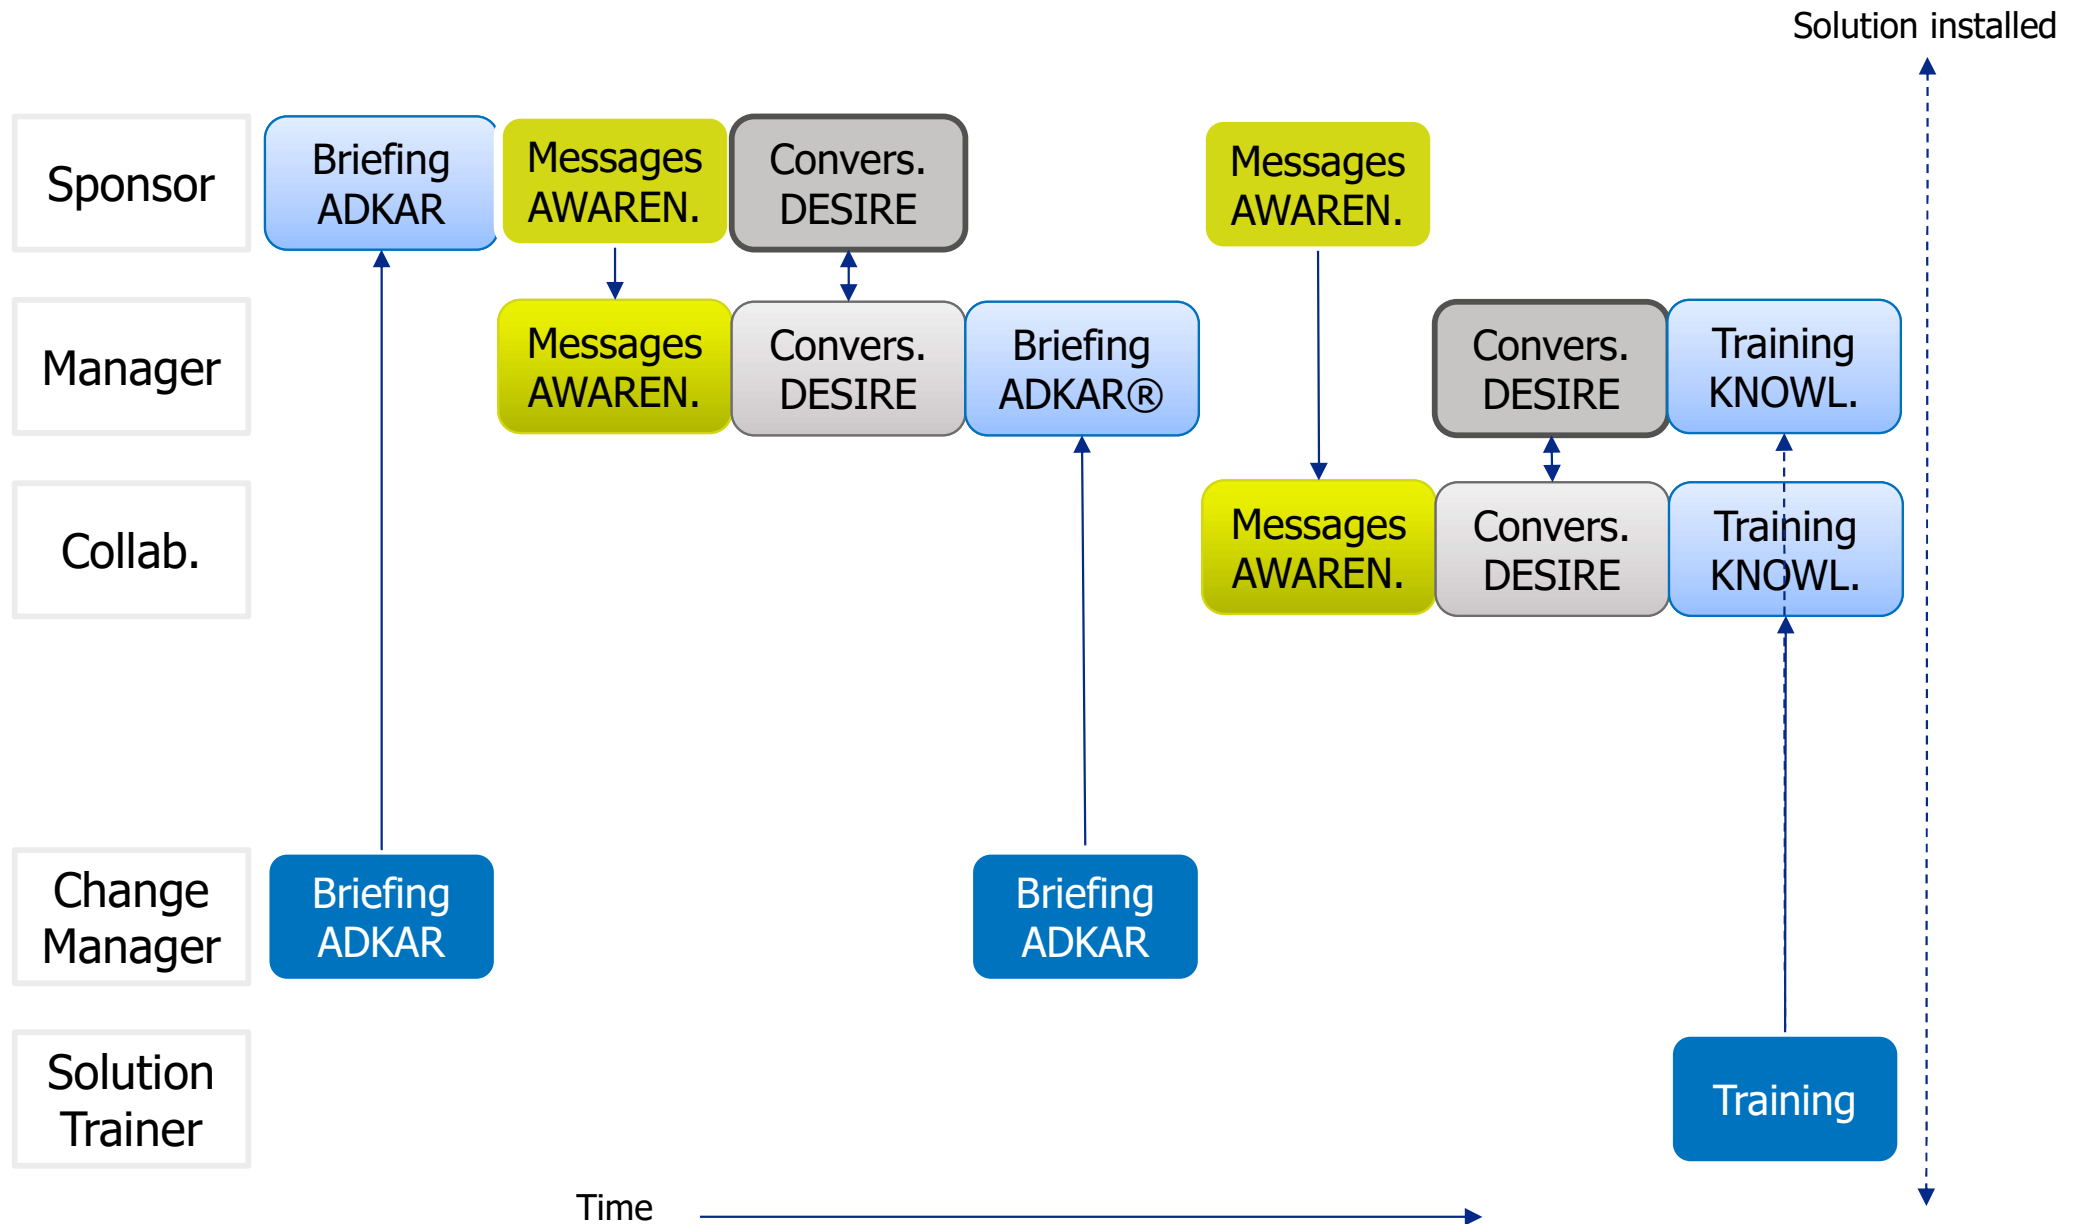 Solution installed
Sponsor
Briefing
ADKAR
Messages
AWAREN.
Convers.
DESIRE
Messages
AWAREN.
Manager
Messages
AWAREN.
Convers.
DESIRE
Briefing
ADKAR®
Convers.
DESIRE
Training
KNOWL.
Collab.
Messages
AWAREN.
Convers.
DESIRE
Training
KNOWL.
Change
Manager
Briefing
ADKAR
Briefing
ADKAR
Solution
Trainer
Training
Time